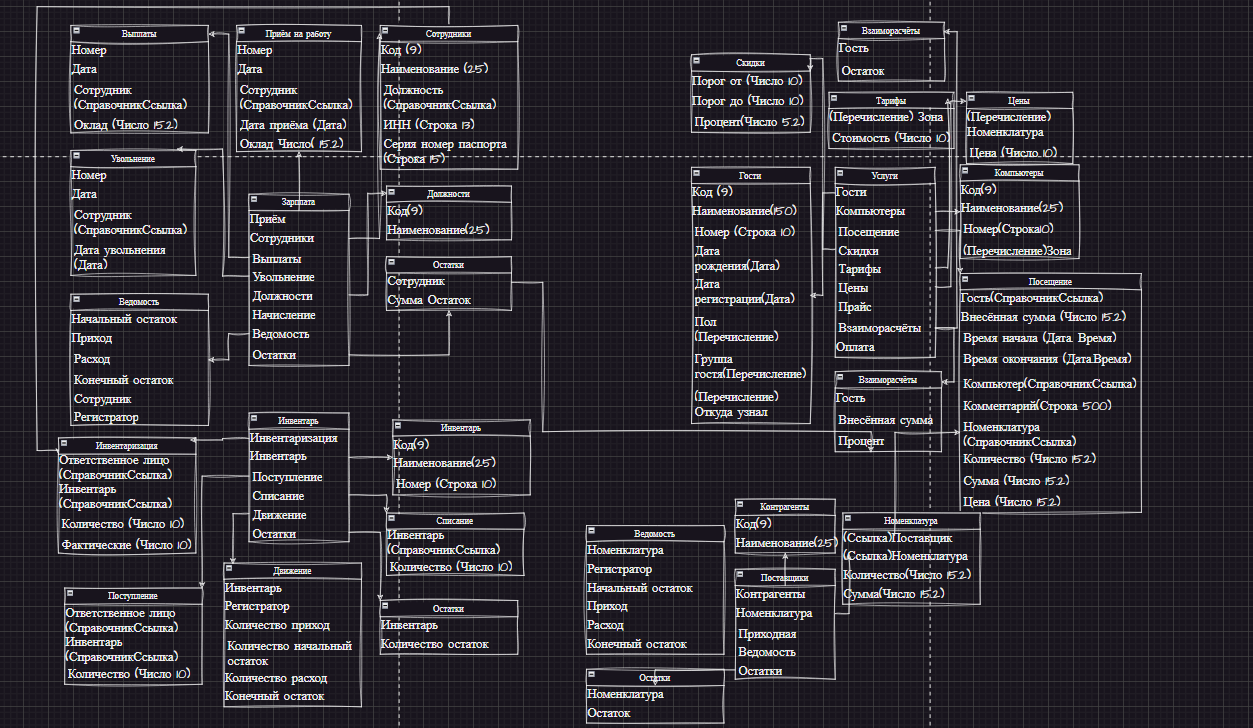 Выплаты
Номер
Дата
Сотрудник
(СправочникСсылка)
Оклад (Число 15.2)
Приём на работу
Номер
Дата
Сотрудник
(СправочникСсылка)
Дата приёма (Дата)
Оклад Число( 15.2)
Сотрудники
Код (9)
Наименование (25)
Должность
(СправочникСсылка)
ИНН (Строка 13)
Серия номер паспорта
(Строка 15)
Увольнение
Номер
Дата
Сотрудник
(СправочникСсылка)
Дата увольнения
(Дата)
Зарплата
Приём
Сотрудники
Выплаты
Увольнение
Должности
Начисление
Ведомость
Остатки
Должности
Код(9)
Наименование(25)
Остатки
Сотрудник
Сумма Остаток
Ведомость
Начальный остаток
Приход
Расход
Конечный остаток
Сотрудник
Регистратор
Инвентаризация
Ответственное лицо
(СправочникСсылка)
Инвентарь
(СправочникСсылка)
Количество (Число 10)
Фактические (Число 10)
Инвентарь
Инвентаризация
Инвентарь
Поступление
Списание
Движение
Остатки
Инвентарь
Код(9)
Наименование(25)
Номер (Строка 10)
Списание
Инвентарь
(СправочникСсылка)
Количество (Число 10)
Поступление
Ответственное лицо
(СправочникСсылка)
Инвентарь
(СправочникСсылка)
Количество (Число 10)
Движение
Инвентарь
Регистратор
Количество приход
Количество начальный
остаток
Количество расход
Конечный остаток
Остатки
Инвентарь
Количество остаток
Скидки
Порог от (Число 10)
Порог до (Число 10)
Процент(Число 5.2)
Взаиморасчёты
Гость
Остаток
Тарифы
(Перечисление) Зона
Стоимость (Число 10)
Цены
(Перечисление)
Номенклатура
Цена (Число 10)
Гости
Код (9)
Наименование(150)
Номер (Строка 10)
Дата
рождения(Дата)
Дата
регистрации(Дата)
Пол
(Перечисление)
Группа
гостя(Перечисление)
(Перечисление)
Откуда узнал
Услуги
Гости
Компьютеры
Посещение
Скидки
Тарифы
Цены
Прайс
Взаиморасчёты
Оплата
Компьютеры
Код(9)
Наименование(25)
Номер(Строка10)
(Перечисление)Зона
Посещение
Гость(СправочникСсылка)
Внесённая сумма (Число 15.2)
Время начала (Дата. Время)
Время окончания (Дата.Время)
Компьютер(СправочникСсылка)
Комментарий(Строка 500)
Номенклатура
(СправочникСсылка)
Количество (Число 15.2)
Сумма (Число 15.2)
Цена (Число 15.2)
Взаиморасчёты
Гость
Внесённая сумма
Процент
Контрагенты
Код(9)
Наименование(25)
Номенклатура
(Ссылка)Поставщик
(Ссылка)Номенклатура
Количество(Число 15.2)
Сумма(Число 15.2)
Ведомость
Номенклатура
Регистратор
Начальный остаток
Приход
Расход
Конечный остаток
Поставщики
Контрагенты
Номенклатура
Приходная
Ведомость
Остатки
Остатки
Номенклатура
Остаток